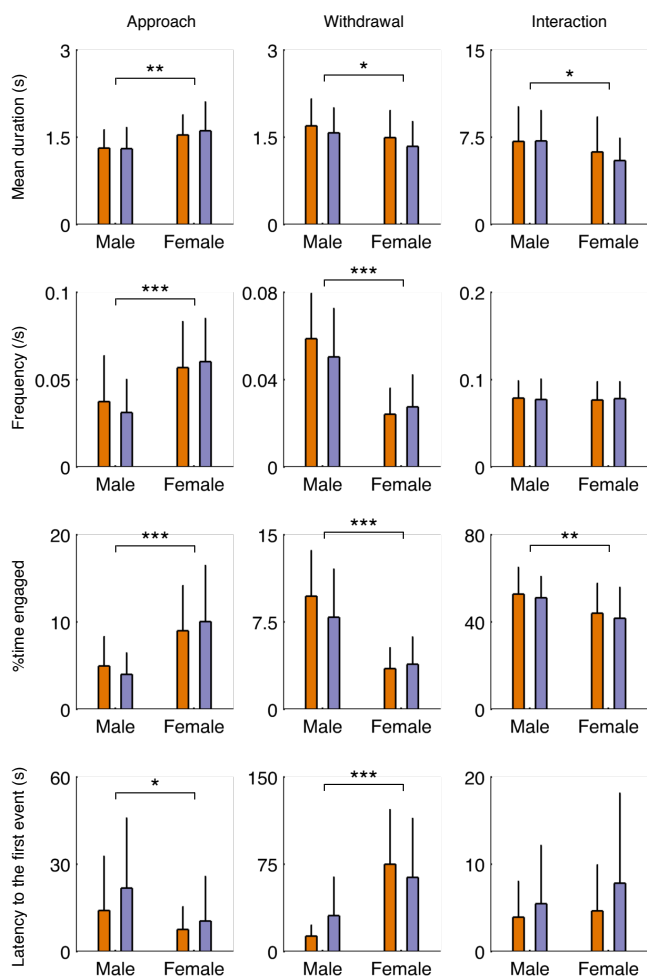 Approach
Withdrawal
Interaction
Mean duration (s)
3
1.5
0
**
Male
Female
3
1.5
0
*
Male
Female
15
7.5
0
*
Male
Female
Frequency (/s)
0.1
0.05
0
***
Male
Female
0.08
0.04
0
***
Male
Female
0.2
0.1
0
Male
Female
%time engaged
20
10
0
***
Male
Female
15
7.5
0
***
Male
Female
80
40
0
**
Male
Female
Latency to the first event (s)
60
30
0
*
Male
Female
150
75
0
***
Male
Female
20
10
0
Male
Female